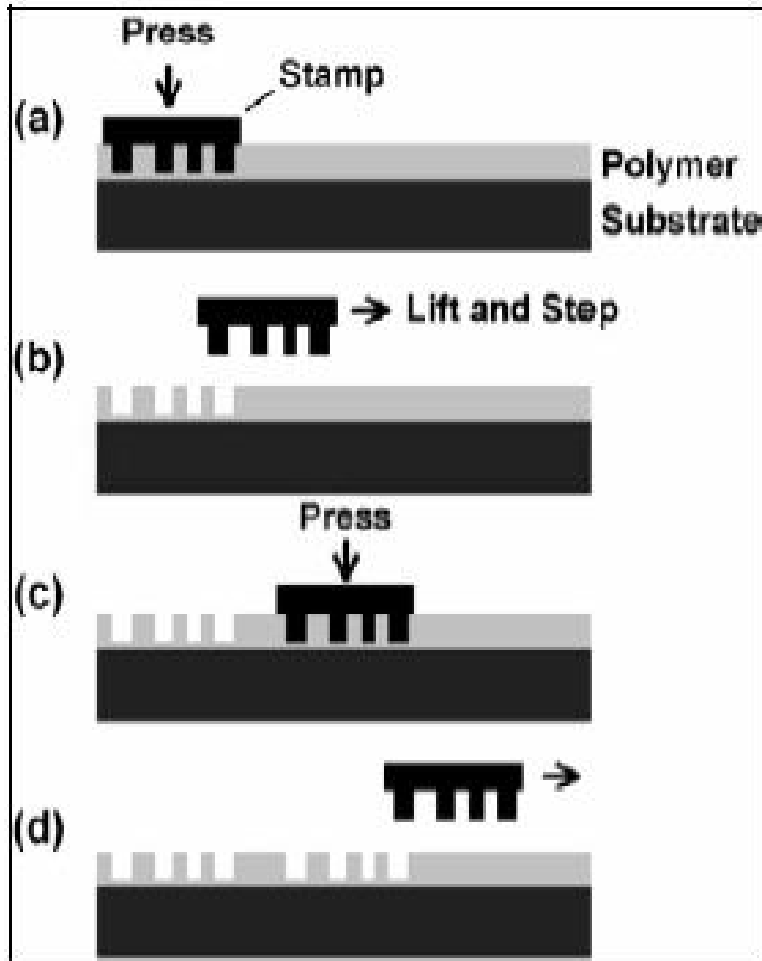 Press
Stamp
(a)
Polymer
Substrate
Lift and Step
(b)
Press
(c)
(d)